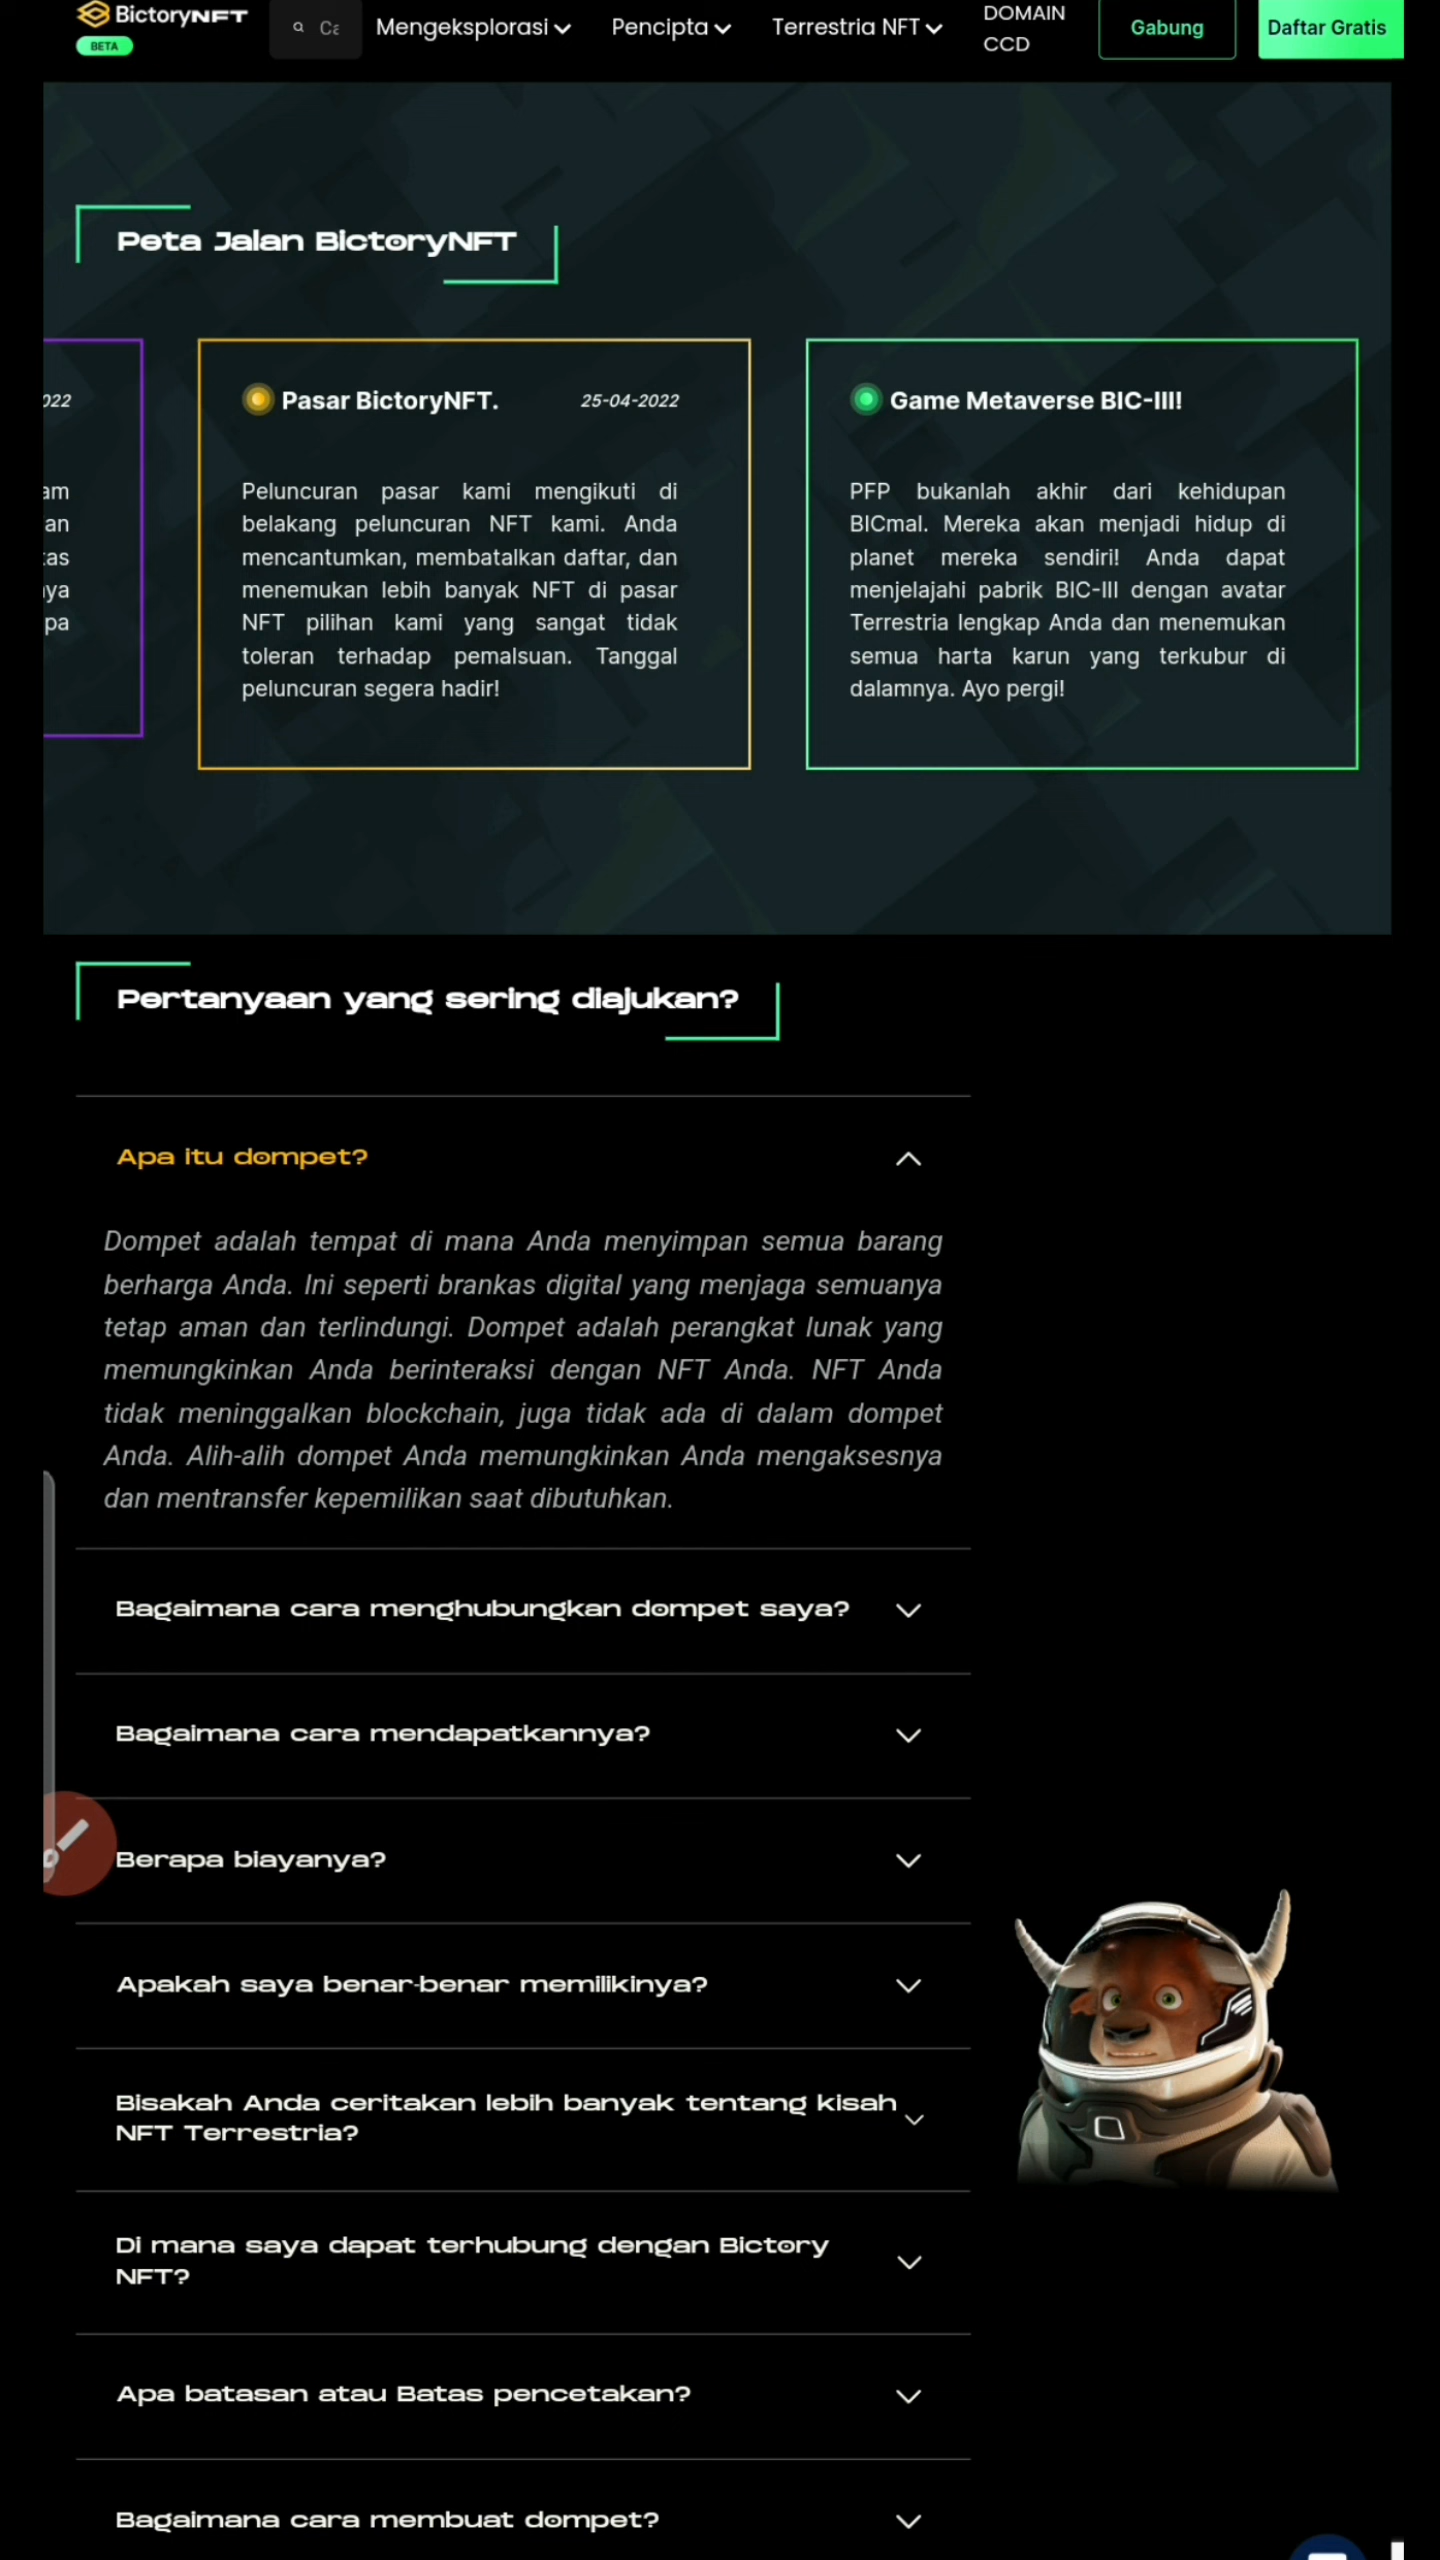 BictoryNFT
BETA
Ca
Mengeksplorasi
Pencipta
Terrestria NFT
DOMAIN
CCD
Gabung
Daftar Gratis
Peta Jalan BictoryNFT
022
am
an
tas
ya
pa
Pasar BictoryNFT.
25-04-2022
Peluncuran pasar kami mengikuti di
belakang peluncuran NFT kami. Anda
mencantumkan, membatalkan daftar, dan
menemukan lebih banyak NFT di pasar
NFT pilihan kami yang sangat tidak
toleran terhadap pemalsuan. Tanggal
peluncuran segera hadir!
Game Metaverse BIC-III!
PFP bukanlah akhir dari kehidupan
BICmal. Mereka akan menjadi hidup di
planet mereka sendiri! Anda dapat
menjelajahi pabrik BIC-III dengan avatar
Terrestria lengkap Anda dan menemukan
semua harta karun yang terkubur di
dalamnya. Ayo pergi!
Pertanyaan yang sering diajukan?
Apa itu dompet?
Dompet adalah tempat di mana Anda menyimpan semua barang
berharga Anda. Ini seperti brankas digital yang menjaga semuanya
tetap aman dan terlindungi. Dompet adalah perangkat lunak yang
memungkinkan Anda berinteraksi dengan NFT Anda. NFT Anda
tidak meninggalkan blockchain, juga tidak ada di dalam dompet
Anda. Alih-alih dompet Anda memungkinkan Anda mengaksesnya
dan mentransfer kepemilikan saat dibutuhkan.
Bagaimana cara menghubungkan dompet saya?
Bagaimana cara mendapatkannya?
Berapa biayanya?
Apakah saya benar-benar memilikinya?
Bisakah Anda ceritakan lebih banyak tentang kisah
NFT Terrestria?
Di mana saya dapat terhubung dengan Bictory
NFT?
Apa batasan atau Batas pencetakan?
Bagaimana cara membuat dompet?